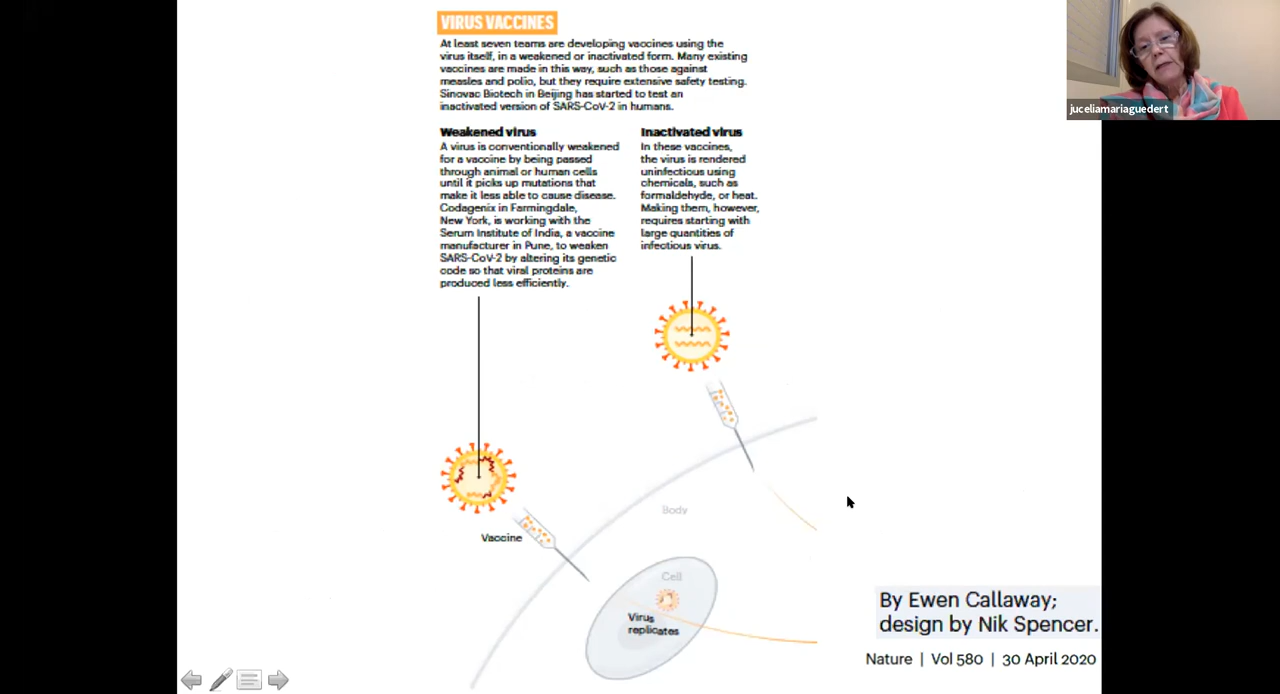 VIRUS VACCINES
At least seven teams are developing vaccines using the
virus itself, in a weakened or inactivated form. Many existing
vaccines are made in this way, such as those against
measles and polio, but they require extensive safety testing.
Sinovac Biotech in Beijing has started to test an
inactivated version of SARS-CoV-2 in humans.
Weakened virus
A virus is conventionally weakened
for a vaccine by being passed
through animal or human cells
until it picks up mutations that
make it less able to cause disease.
Codagenix in Farmingdale,
New York, is working with the
Serum Institute of India, a vaccine
manufacturer in Pune, to weaken
SARS-CoV-2 by altering its genetic
code so that viral proteins are
produced less efficiently.
Inactivated virus
In these vaccines,
the virus is rendered
uninfectious using
chemicals, such as
formaldehyde, or heat.
Making them, however,
requires starting with
large quantities of
infectious virus.
Vaccine
Body
Cell
Virus
replicates
By Ewen Callaway;
design by Nik Spencer.
Nature | Vol 580 | 30 April 2020
juceliamariaguedert